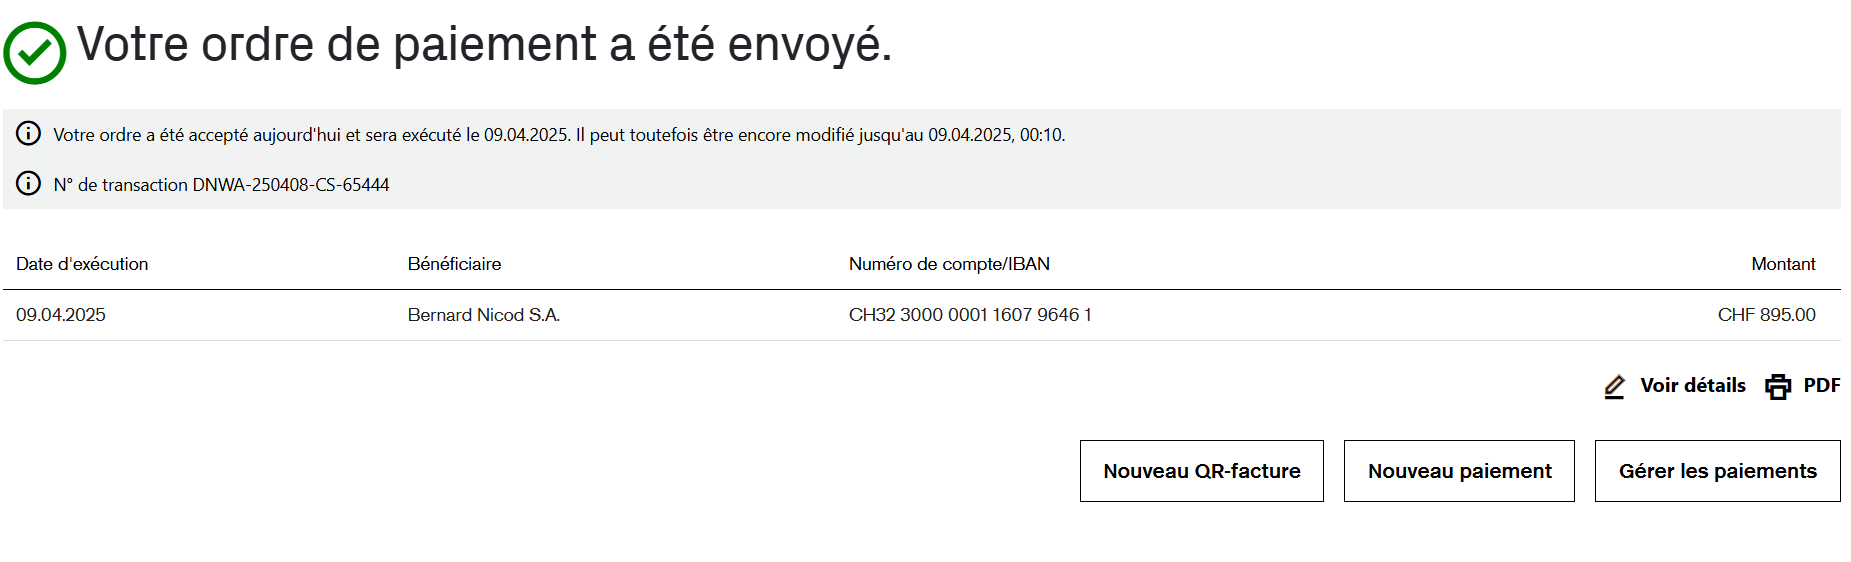 Votre ordre de paiement a été envoyé.
Votre ordre a été accepté aujourd'hui et sera exécuté le 09.04.2025. Il peut toutefois être encore modifié jusqu'au 09.04.2025, 00:10.
N° de transaction DNWA-250408-CS-65444
Date d'exécution Bénéficiaire Numéro de compte/IBAN Montant
09.04.2025 Bernard Nicod S.A. CH32 3000 0001 1607 9646 1 CHF 895.00
Voir détails PDF
Nouveau QR-facture Nouveau paiement Gérer les paiements